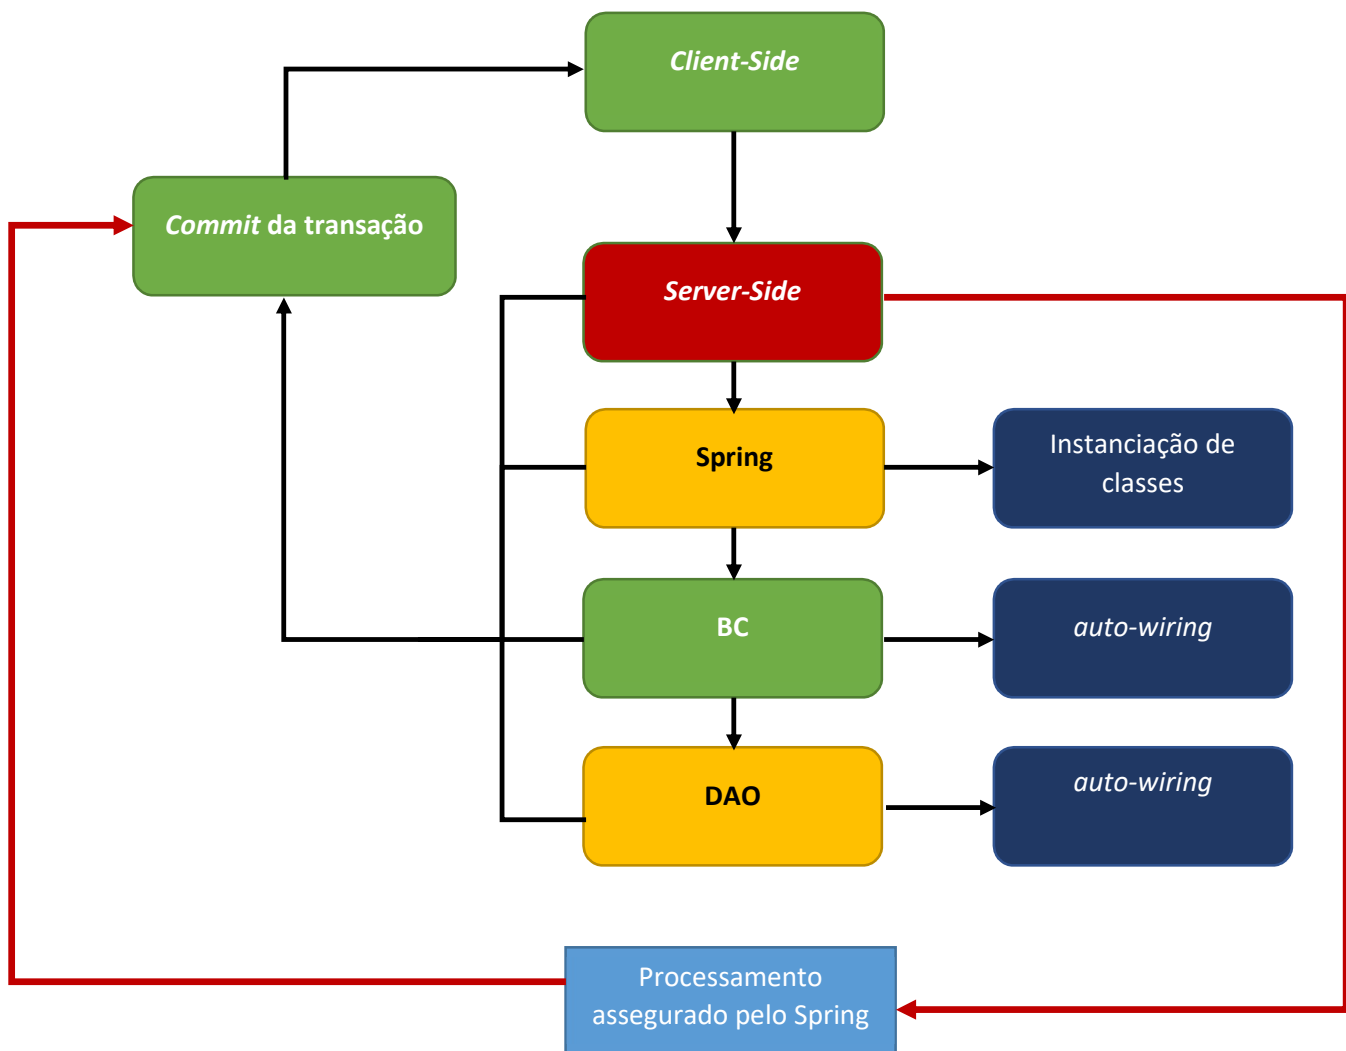 Client-Side
Commit da transação
Server-Side
Spring
Instanciação de
classes
BC
auto-wiring
DAO
auto-wiring
Processamento
assegurado pelo Spring